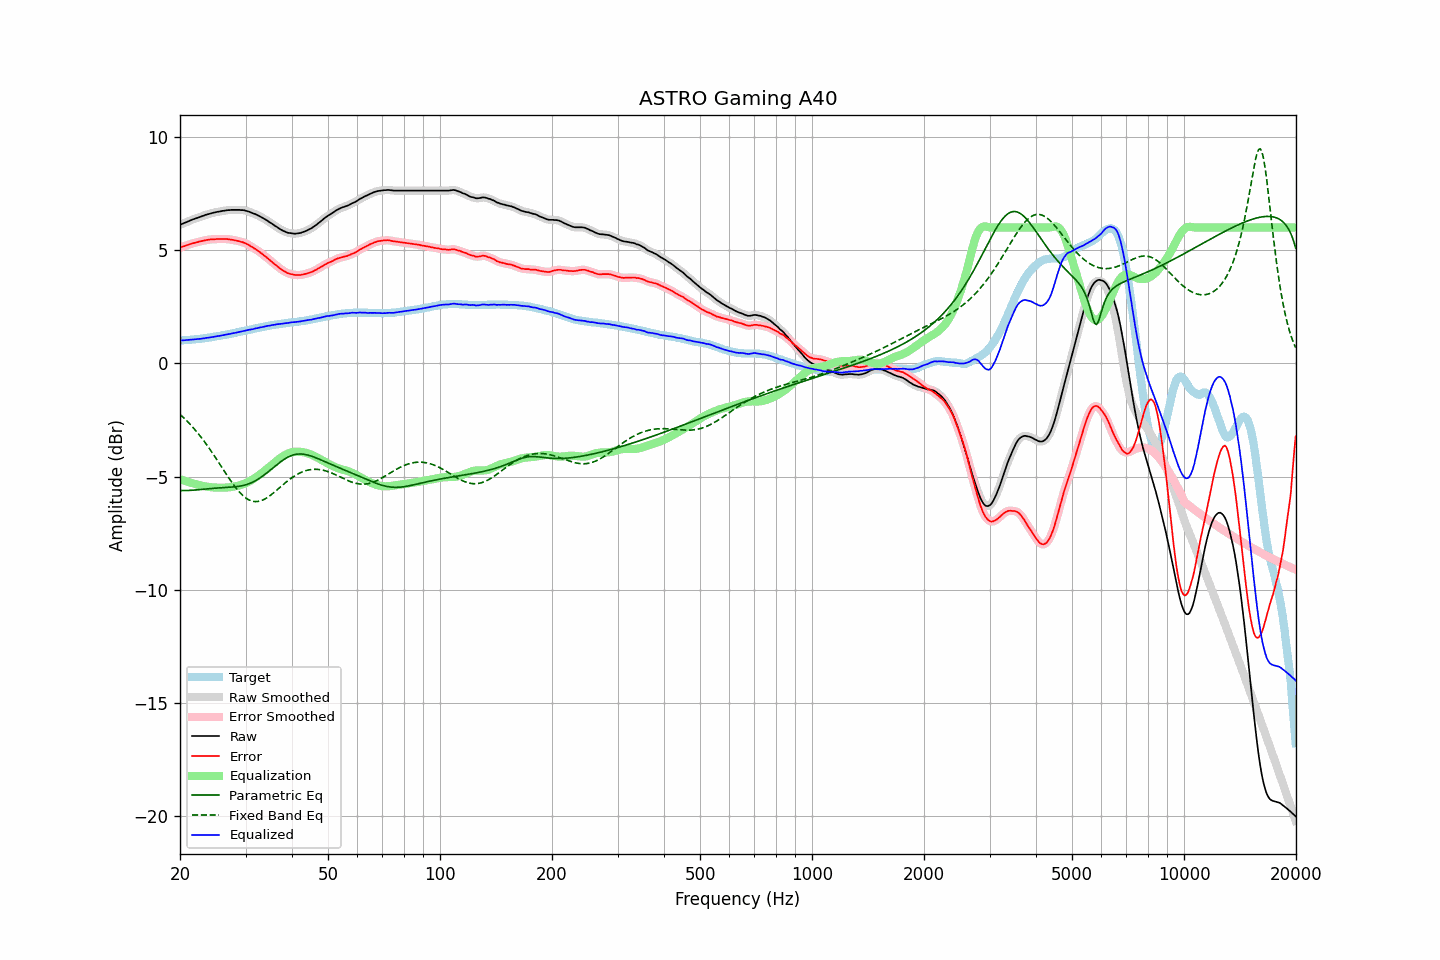 ASTRO Gaming A40
Amplitude (dBr)
10
5
0
−5
−10
−15
−20
Target
Raw Smoothed
Error Smoothed
Raw
Error
Equalization
Parametric Eq
Fixed Band Eq
Equalized
20 50 100 200 500 1000 2000 5000 10000 20000
Frequency (Hz)